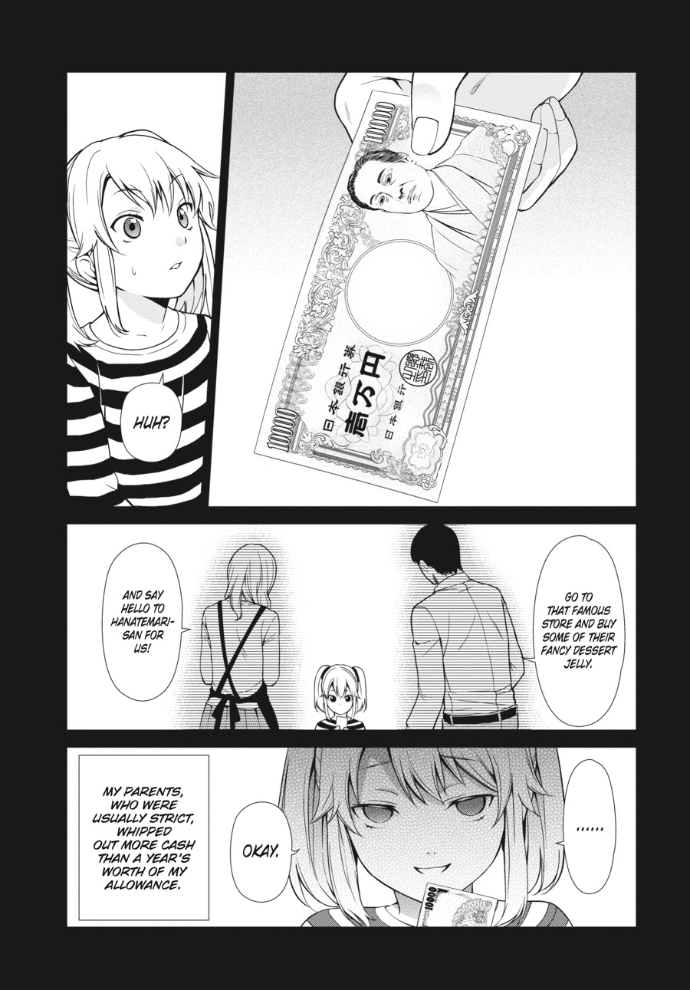 HUH?
10000
日本銀行券
壱万円
日本銀行
10000
GO TO
THAT FAMOUS
STORE AND BUY
SOME OF THEIR
FANCY DESSERT
JELLY.
AND SAY
HELLO TO
HANATEMARI-
SAN FOR
US!
......
OKAY.
10000
MY PARENTS,
WHO WERE
USUALLY STRICT,
WHIPPED
OUT MORE CASH
THAN A YEAR'S
WORTH OF MY
ALLOWANCE.